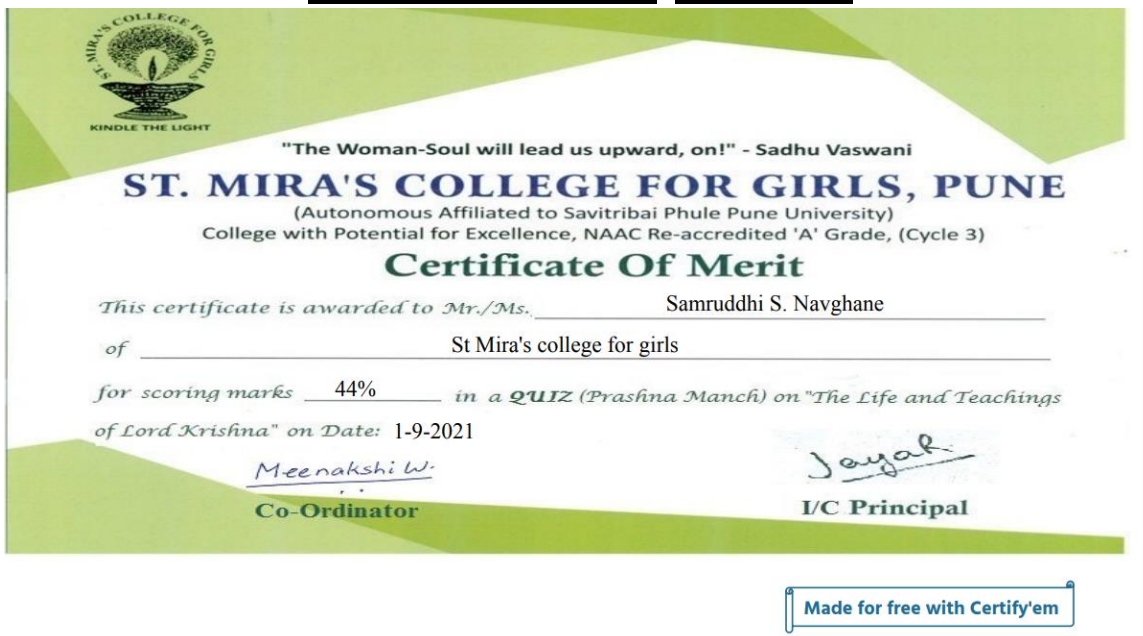 ST. MIRA'S COLLEGE FOR GIRLS
KINDLE THE LIGHT
"The Woman-Soul will lead us upward, on!" - Sadhu Vaswani
ST. MIRA'S COLLEGE FOR GIRLS, PUNE
(Autonomous Affiliated to Savitribai Phule Pune University)
College with Potential for Excellence, NAAC Re-accredited 'A' Grade, (Cycle 3)
Certificate Of Merit
This certificate is awarded to Mr./Ms. Samruddhi S. Navghane
of St Mira's college for girls
for scoring marks 44% in a QUIZ (Prashna Manch) on "The Life and Teachings
of Lord Krishna" on Date: 1-9-2021
Meenakshi W. JayaR
Co-Ordinator I/C Principal
Made for free with Certify'em